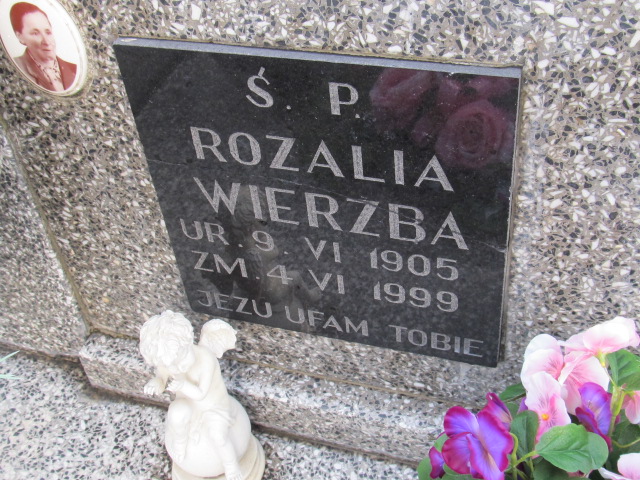 Ś. P.
ROZALIA
WIERZBA
UR. 9. VI 1905
ZM. 4 VI 1999
JEZU UFAM TOBIE